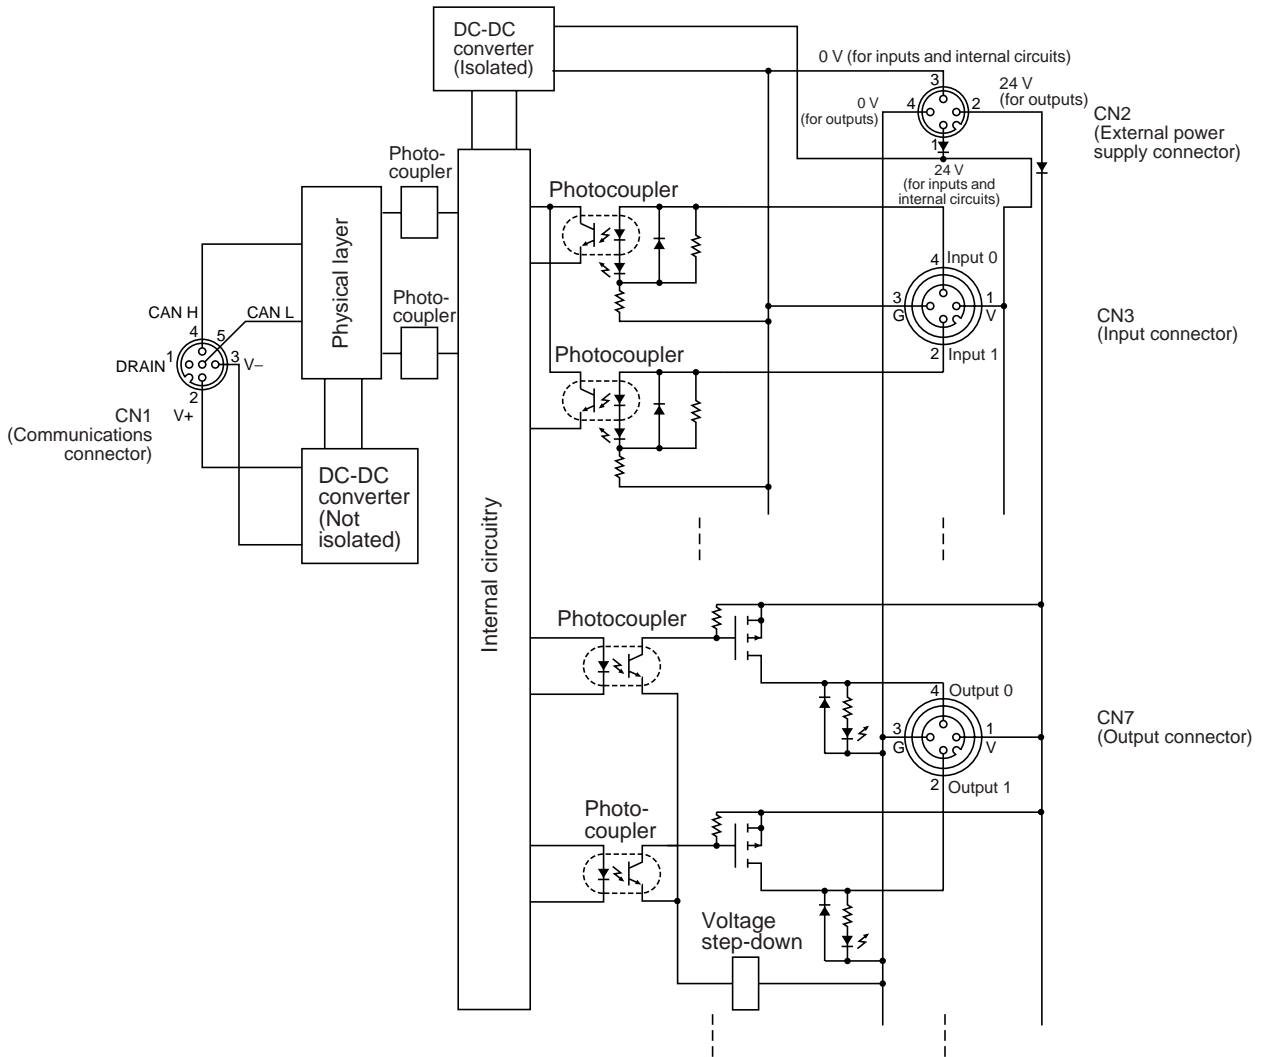 DC-DC
converter
(Isolated)
0 V (for inputs and internal circuits)
3
24 V
(for outputs)
0 V
(for outputs)
4
2
1
CN2
(External power
supply connector)
24 V
(for inputs and
internal circuits)
Photo-
coupler
Photocoupler
Physical layer
4
Input 0
3
G
1
V
2
Input 1
CN3
(Input connector)
Photo-
coupler
CAN H
CAN L
4
5
DRAIN
1
3
V–
2
V+
CN1
(Communications
connector)
Photocoupler
DC-DC
converter
(Not
isolated)
Internal circuitry
Photocoupler
4
Output 0
3
G
1
V
2
Output 1
CN7
(Output connector)
Photo-
coupler
Voltage
step-down